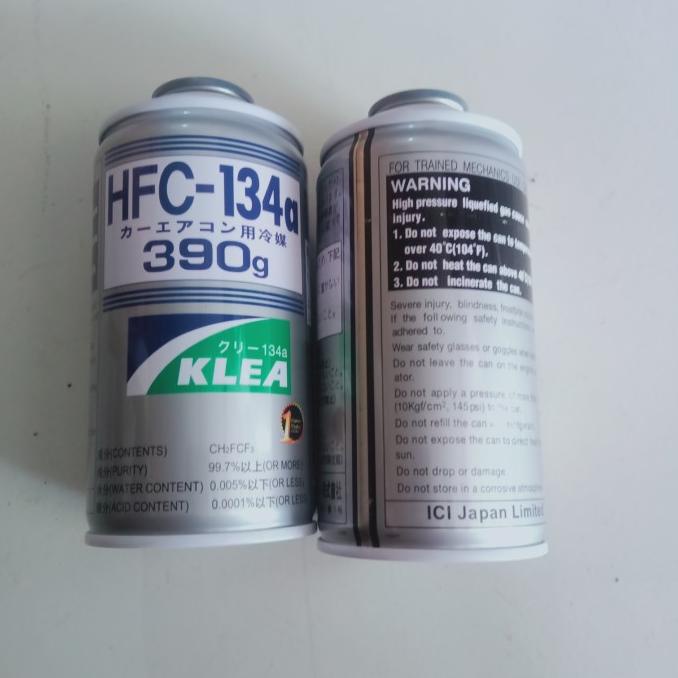 HFC-134a
カーエアコン用冷媒
390g
クリー134a
KLEA
1
(CONTENTS) CH₂FCF₃
(PURITY) 99.7%以上(OR MORE)
(WATER CONTENT) 0.005%以下(OR LESS)
(ACID CONTENT) 0.0001%以下(OR LESS)
FOR TRAINED MECHANICS
WARNING
High pressure liquefied gas
injury.
1. Do not expose the can to
over 40°C(104°F).
2. Do not heat the can above
3. Do not incinerate the can.
Severe injury, blindness,
If the following safety
adhered to.
Wear safety glasses or goggles
Do not leave the can on the
ator.
Do not apply a pressure
(10Kgf/cm², 145psi) to
Do not refill the can
Do not expose the can to direct
sun.
Do not drop or damage
Do not store in a corrosive
ICI Japan Limited